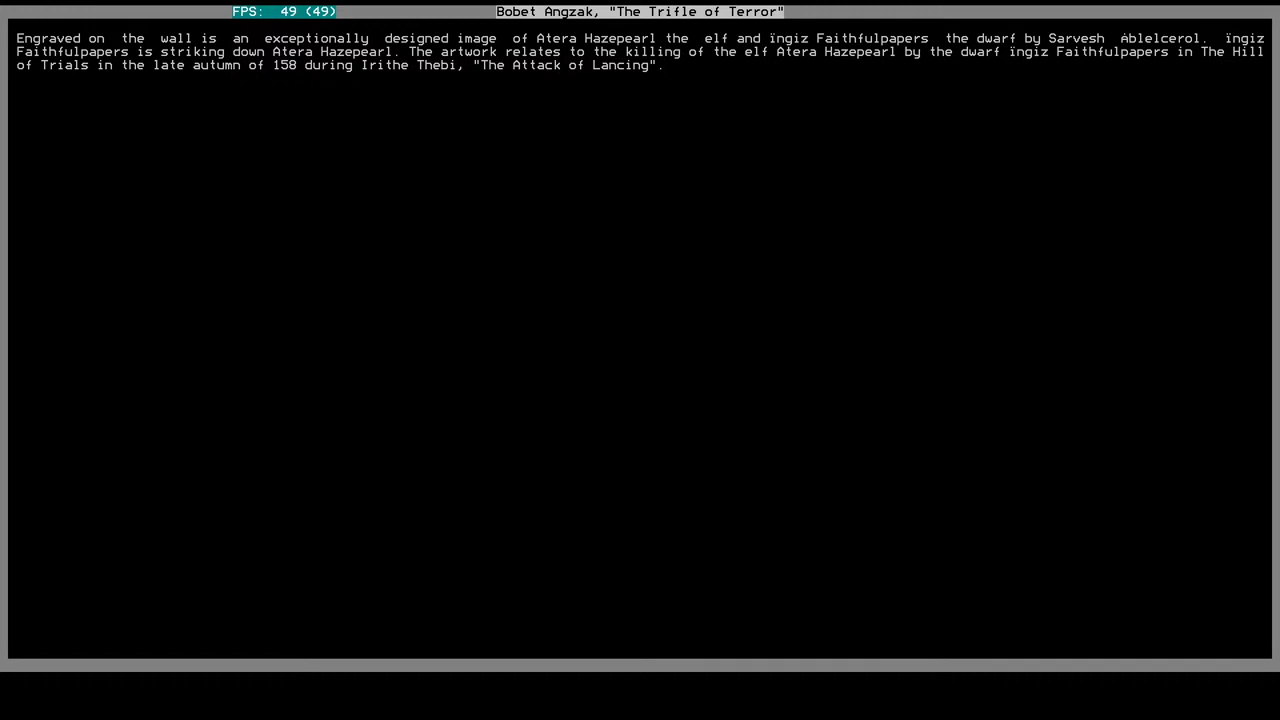 FPS: 49 (49) Bobet Angzak, "The Trifle of Terror"
Engraved on the wall is an exceptionally designed image of Atera Hazepearl the elf and ïngiz Faithfulpapers the dwarf by Sarvesh Ablelcerol. ïngiz
Faithfulpapers is striking down Atera Hazepearl. The artwork relates to the killing of the elf Atera Hazepearl by the dwarf ïngiz Faithfulpapers in The Hill
of Trials in the late autumn of 158 during Irithe Thebi, "The Attack of Lancing".